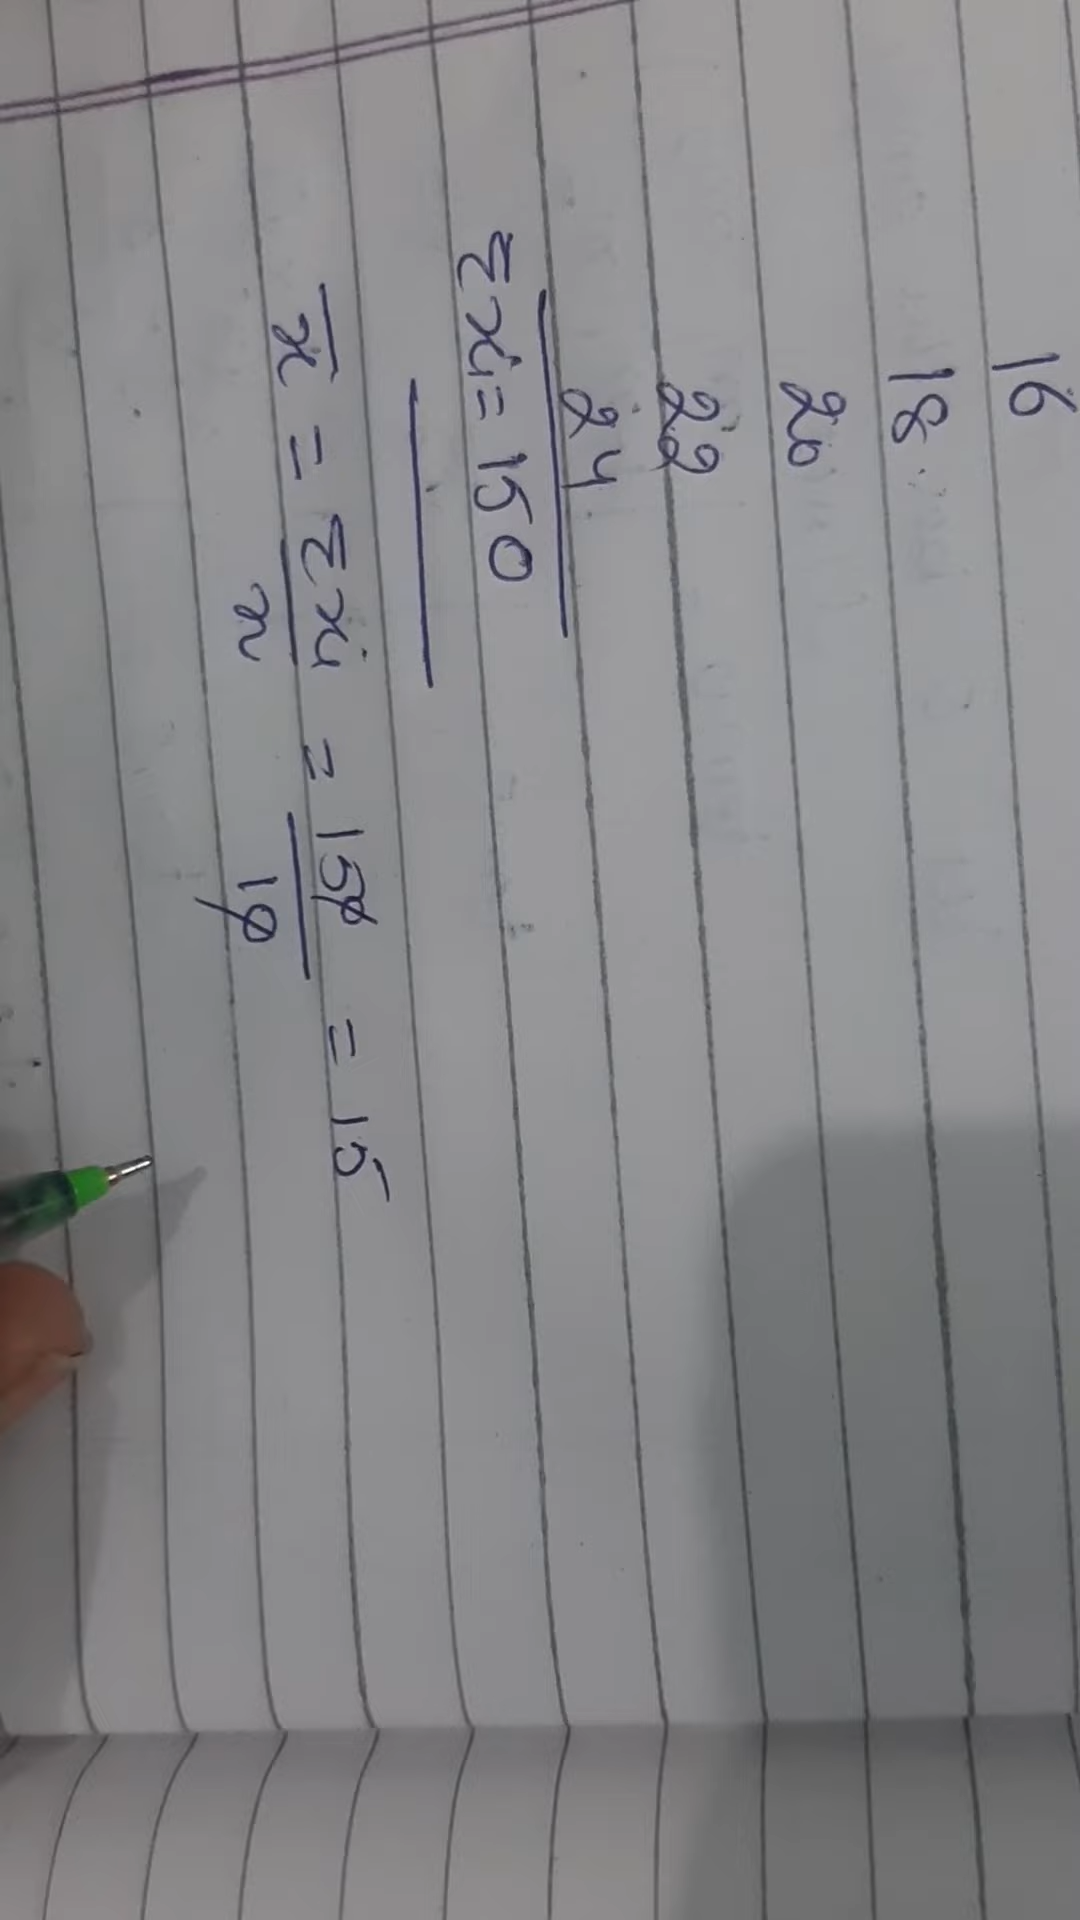 16
18
20
22
24
Σxi = 150
x̄ = Σxi/n = 150/10 = 15